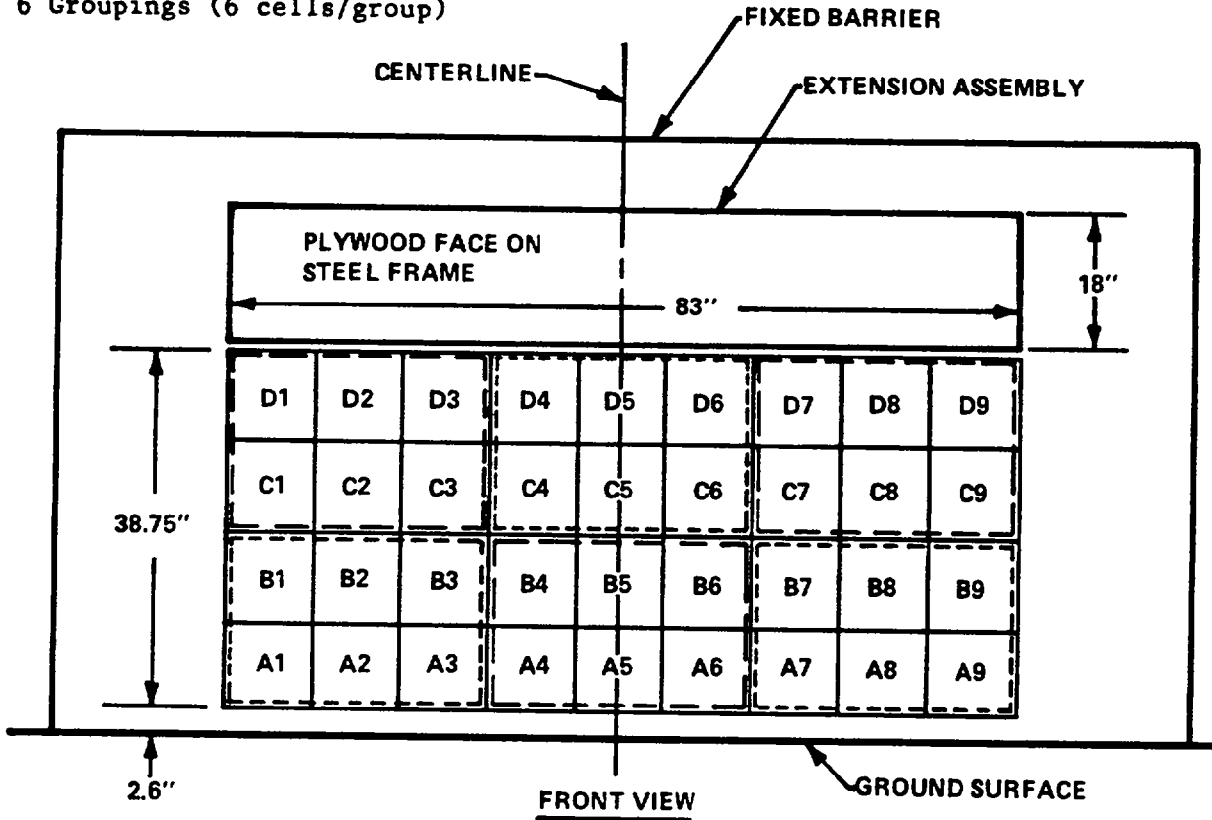 6 Groupings (6 cells/group)
FIXED BARRIER
CENTERLINE
EXTENSION ASSEMBLY
PLYWOOD FACE ON
STEEL FRAME
18"
83"
D1 D2 D3 D4 D5 D6 D7 D8 D9
C1 C2 C3 C4 C5 C6 C7 C8 C9
38.75"
B1 B2 B3 B4 B5 B6 B7 B8 B9
A1 A2 A3 A4 A5 A6 A7 A8 A9
2.6"
GROUND SURFACE
FRONT VIEW